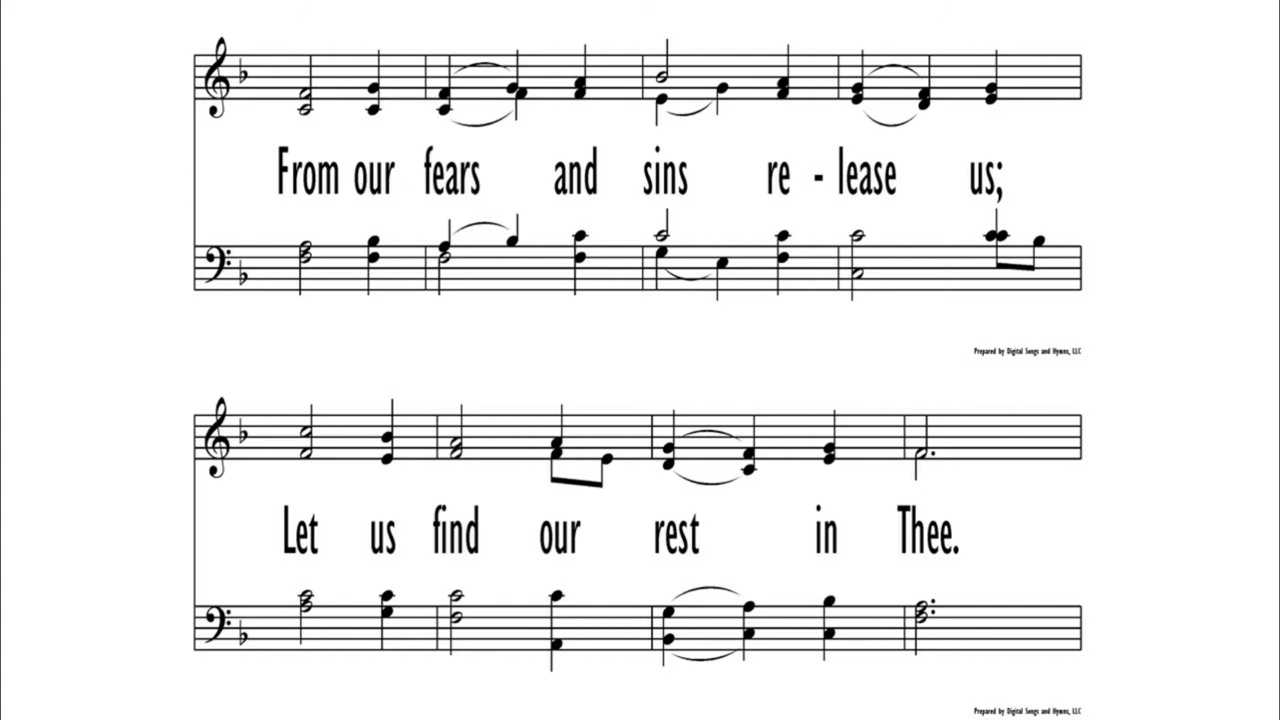 From our fears and sins re - lease us;
Prepared by Digital Songs and Hymns, LLC
Let us find our rest in Thee.
Prepared by Digital Songs and Hymns, LLC